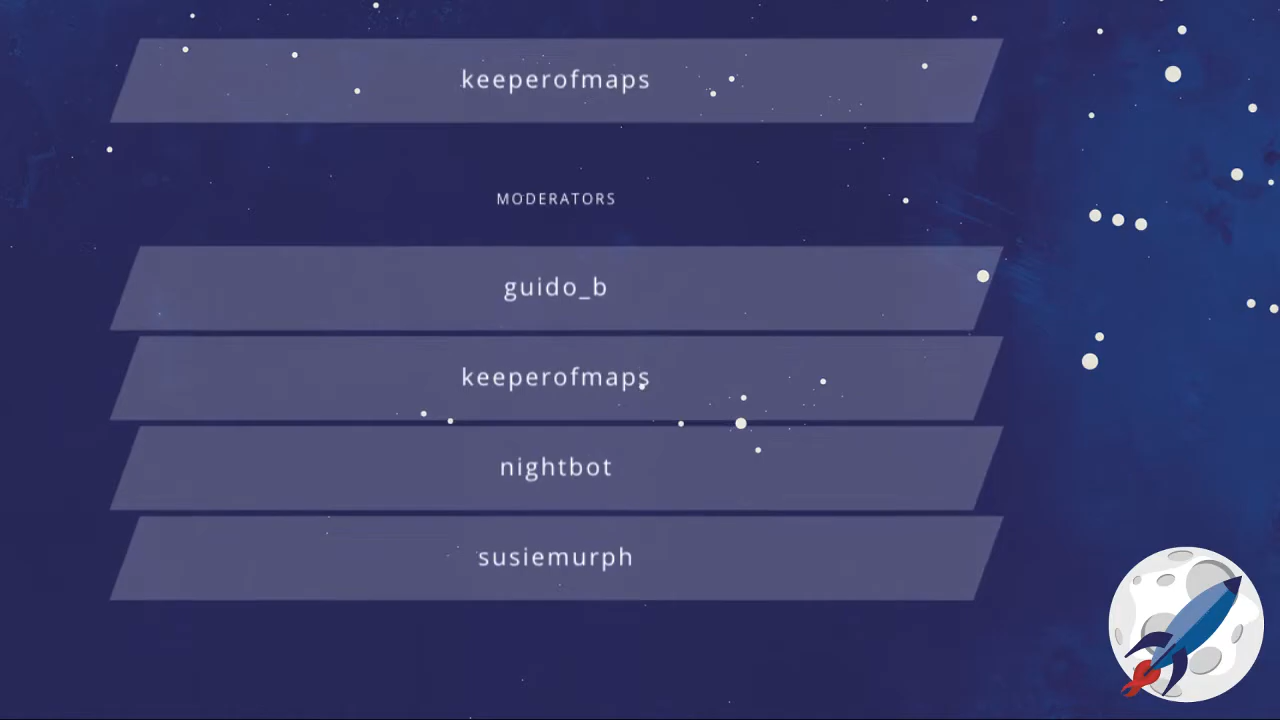 keeperofmaps
MODERATORS
guido_b
keeperofmaps
nightbot
susiemurph